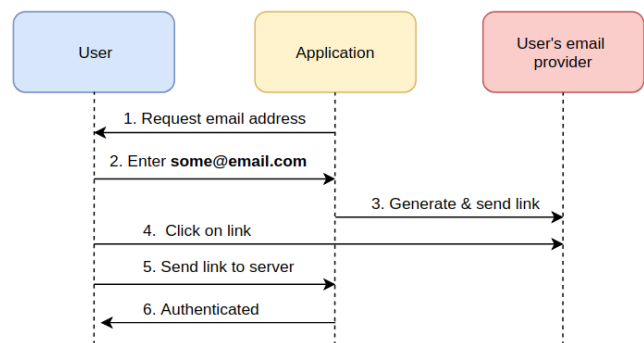 User
Application
User's email
provider
1. Request email address
2. Enter some@email.com
3. Generate & send link
4. Click on link
5. Send link to server
6. Authenticated